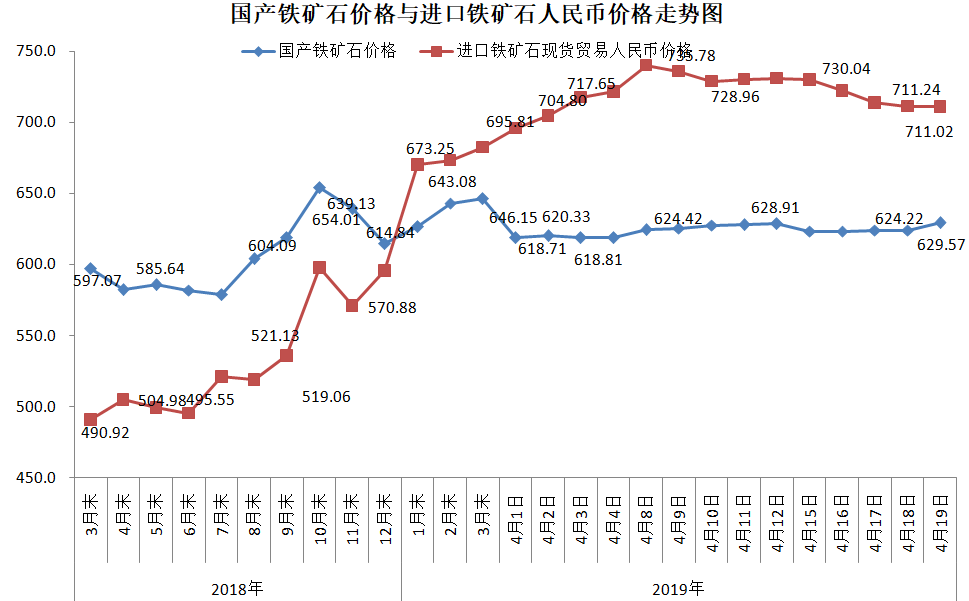 国产铁矿石价格与进口铁矿石人民币价格走势图
国产铁矿石价格 进口铁矿石现货贸易人民币价格
750.0
700.0
650.0
600.0
550.0
500.0
450.0
597.07
585.64
604.09
654.01
639.13
614.84
643.08
646.15
618.71
620.33
618.81
624.42
628.91
624.22
629.57
490.92
504.98
495.55
521.13
519.06
570.88
673.25
695.81
704.80
717.65
735.78
728.96
730.04
711.24
711.02
3月末
4月末
5月末
6月末
7月末
8月末
9月末
10月末
11月末
12月末
1月末
2月末
3月末
4月1日
4月2日
4月3日
4月4日
4月8日
4月9日
4月10日
4月11日
4月12日
4月15日
4月16日
4月17日
4月18日
4月19日
2018年 2019年